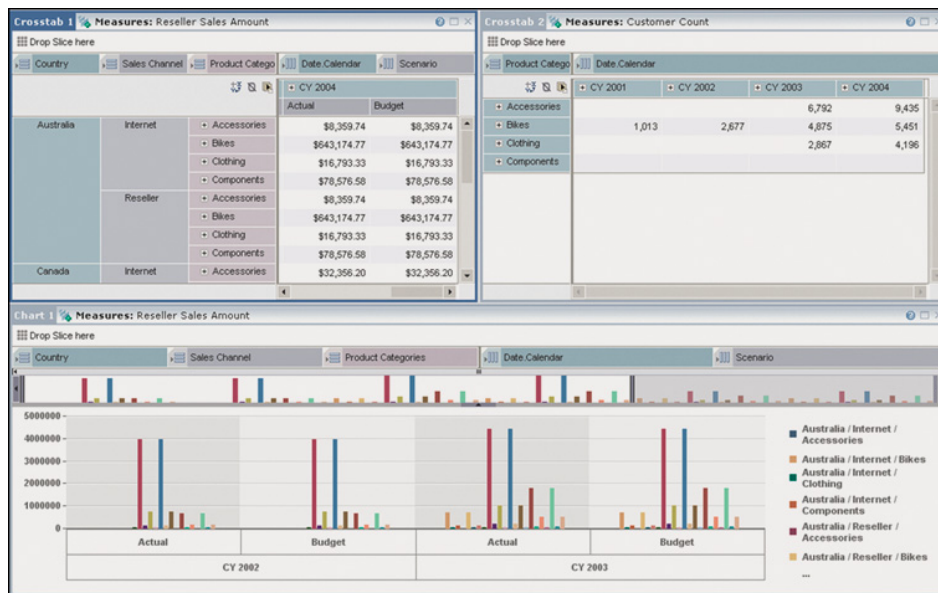 Crosstab 1 Measures: Reseller Sales Amount
Drop Slice here
Country Sales Channel Product Catego Date.Calendar Scenario
CY 2004
Actual Budget
Australia Internet Accessories $8,359.74 $8,359.74
Bikes $643,174.77 $643,174.77
Clothing $16,793.33 $16,793.33
Components $78,576.58 $78,576.58
Reseller Accessories $8,359.74 $8,359.74
Bikes $643,174.77 $643,174.77
Clothing $16,793.33 $16,793.33
Components $78,576.58 $78,576.58
Canada Internet Accessories $32,356.20 $32,356.20
Crosstab 2 Measures: Customer Count
Drop Slice here
Product Catego Date.Calendar
CY 2001 CY 2002 CY 2003 CY 2004
Accessories 6,792 9,435
Bikes 1,013 2,677 4,875 5,451
Clothing 2,867 4,196
Components
Chart 1 Measures: Reseller Sales Amount
Drop Slice here
Country Sales Channel Product Categories Date.Calendar Scenario
5000000
4000000
3000000
2000000
1000000
0
Actual Budget Actual Budget
CY 2002 CY 2003
Australia / Internet /
Accessories
Australia / Internet / Bikes
Australia / Internet /
Clothing
Australia / Internet /
Components
Australia / Reseller /
Accessories
Australia / Reseller / Bikes
...